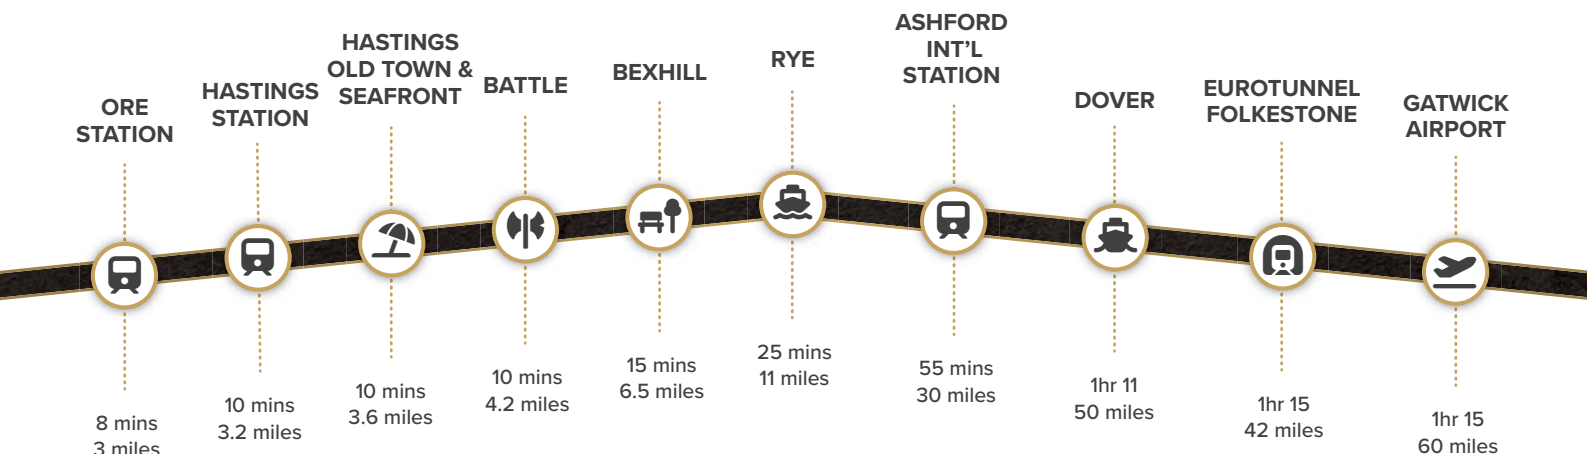 ORE
STATION
8 mins
3 miles
HASTINGS
STATION
10 mins
3.2 miles
HASTINGS
OLD TOWN &
SEAFRONT
10 mins
3.6 miles
BATTLE
10 mins
4.2 miles
BEXHILL
15 mins
6.5 miles
RYE
25 mins
11 miles
ASHFORD
INT'L
STATION
55 mins
30 miles
DOVER
1hr 11
50 miles
EUROTUNNEL
FOLKESTONE
1hr 15
42 miles
GATWICK
AIRPORT
1hr 15
60 miles